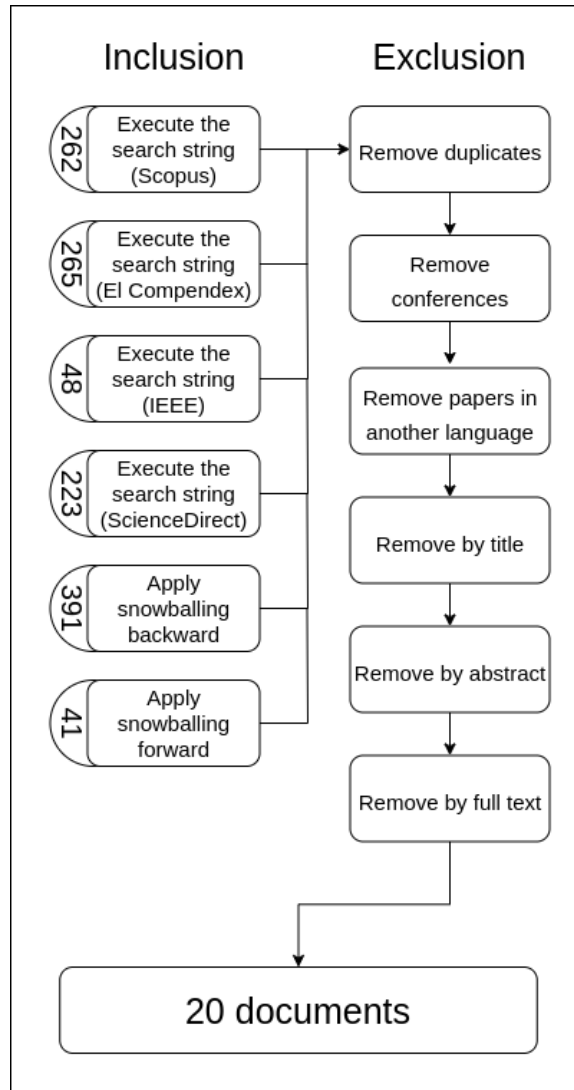 Inclusion
Exclusion
262
Execute the
search string
(Scopus)
265
Execute the
search string
(El Compendex)
48
Execute the
search string
(IEEE)
223
Execute the
search string
(ScienceDirect)
391
Apply
snowballing
backward
41
Apply
snowballing
forward
Remove duplicates
Remove
conferences
Remove papers in
another language
Remove by title
Remove by abstract
Remove by full text
20 documents